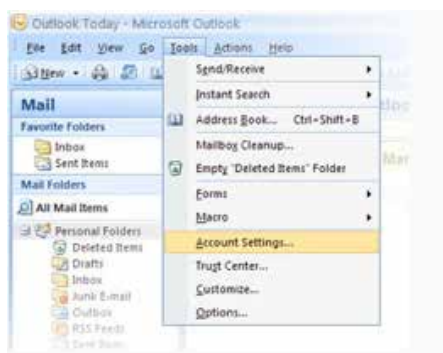 Outlook Today - Microsoft Outlook
File Edit View Go Tools Actions Help
New
Send/Receive
Instant Search
Address Book... Ctrl+Shift+B
Mailbox Cleanup...
Empty "Deleted Items" Folder
Forms
Macro
Account Settings...
Trust Center...
Customize...
Options...
Mail
Favorite Folders
Inbox
Sent Items
Mail Folders
All Mail Items
Personal Folders
Deleted Items
Drafts
Inbox
Junk E-mail
Outbox
RSS Feeds
Sent Items